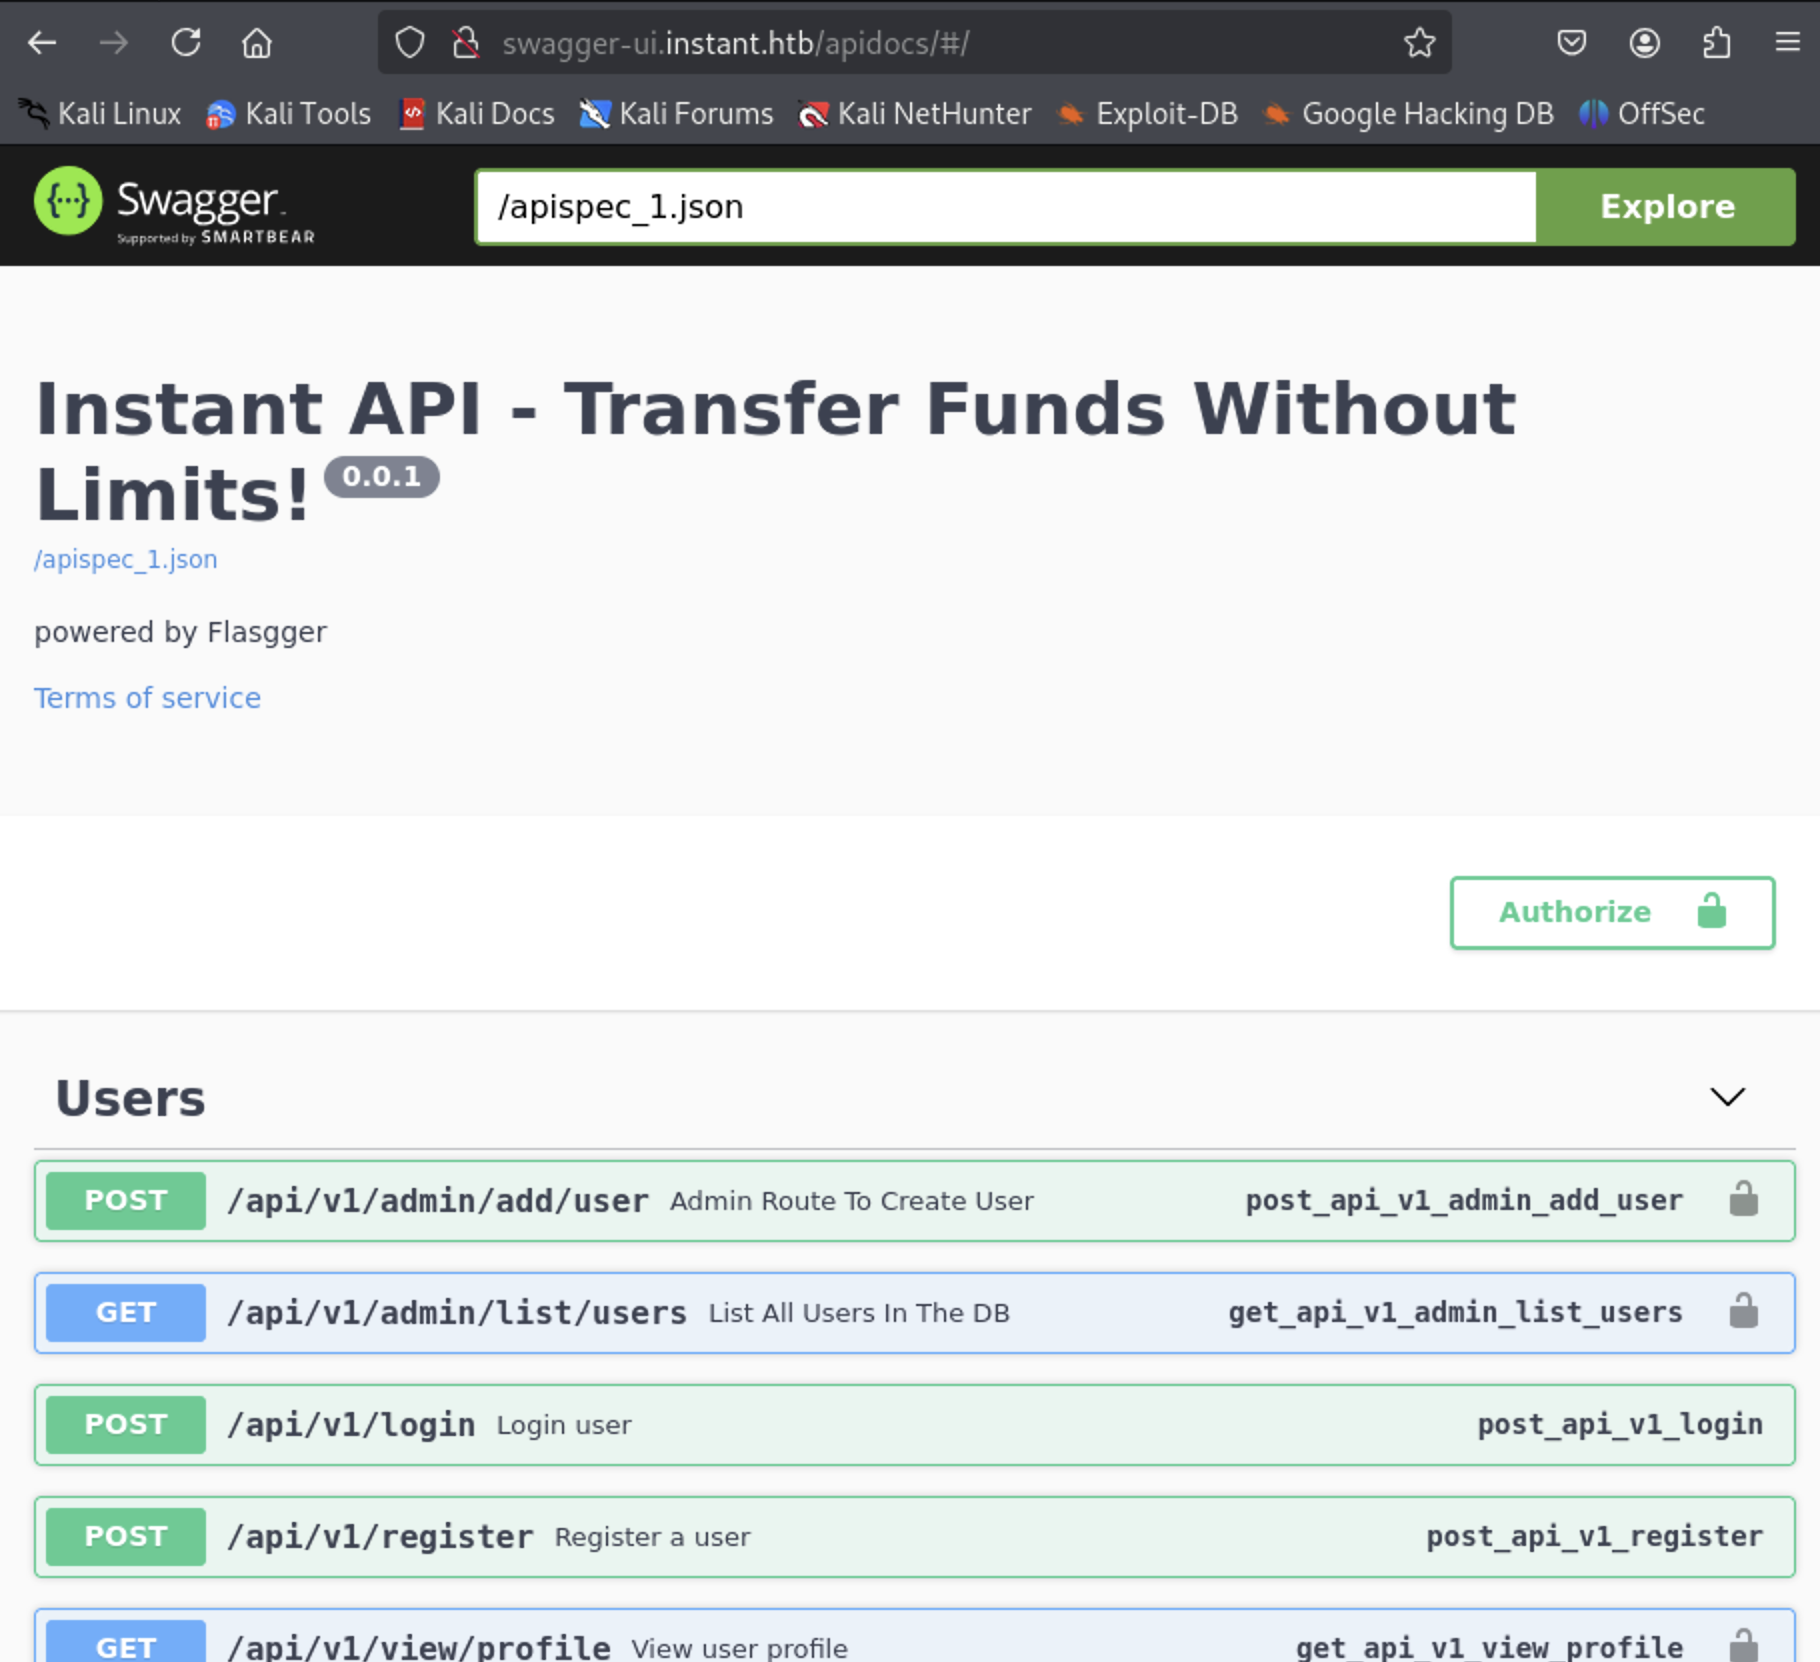 swagger-ui.instant.htb/apidocs/#/
Kali Linux Kali Tools Kali Docs Kali Forums Kali NetHunter Exploit-DB Google Hacking DB OffSec
{...} Swagger
Supported by SMARTBEAR
/apispec_1.json Explore
Instant API - Transfer Funds Without
Limits! 0.0.1
/apispec_1.json
powered by Flasgger
Terms of service
Authorize
Users
POST /api/v1/admin/add/user Admin Route To Create User post_api_v1_admin_add_user
GET /api/v1/admin/list/users List All Users In The DB get_api_v1_admin_list_users
POST /api/v1/login Login user post_api_v1_login
POST /api/v1/register Register a user post_api_v1_register
GET /api/v1/view/profile View user profile get_api_v1_view_profile